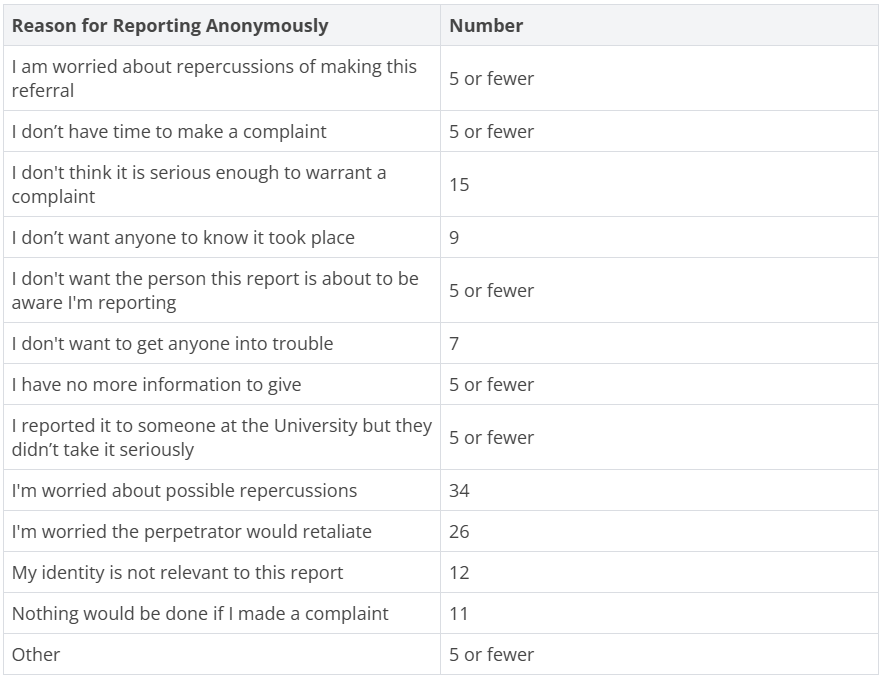 Reason for Reporting Anonymously Number
I am worried about repercussions of making this
referral
5 or fewer
I don’t have time to make a complaint 5 or fewer
I don't think it is serious enough to warrant a
complaint
15
I don’t want anyone to know it took place 9
I don't want the person this report is about to be
aware I'm reporting
5 or fewer
I don't want to get anyone into trouble 7
I have no more information to give 5 or fewer
I reported it to someone at the University but they
didn’t take it seriously
5 or fewer
I'm worried about possible repercussions 34
I'm worried the perpetrator would retaliate 26
My identity is not relevant to this report 12
Nothing would be done if I made a complaint 11
Other 5 or fewer